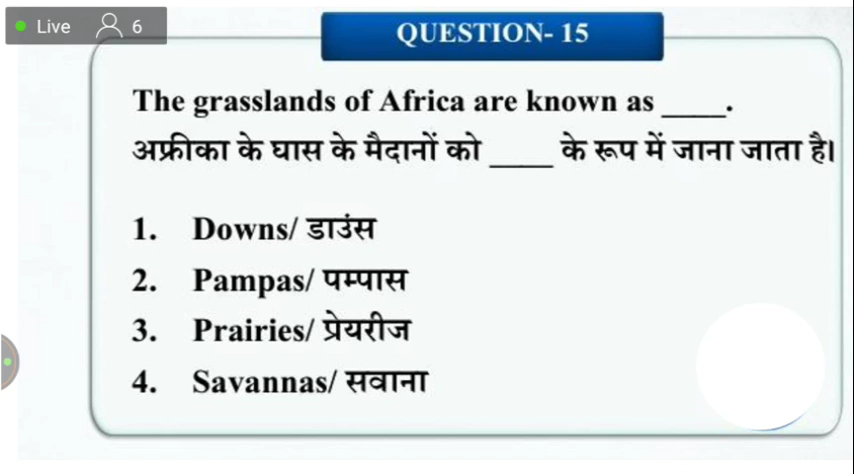 Live 6
QUESTION- 15
The grasslands of Africa are known as ____.
अफ्रीका के घास के मैदानों को ____ के रूप में जाना जाता है।
1. Downs/ डाउंस
2. Pampas/ पम्पास
3. Prairies/ प्रेयरीज
4. Savannas/ सवाना